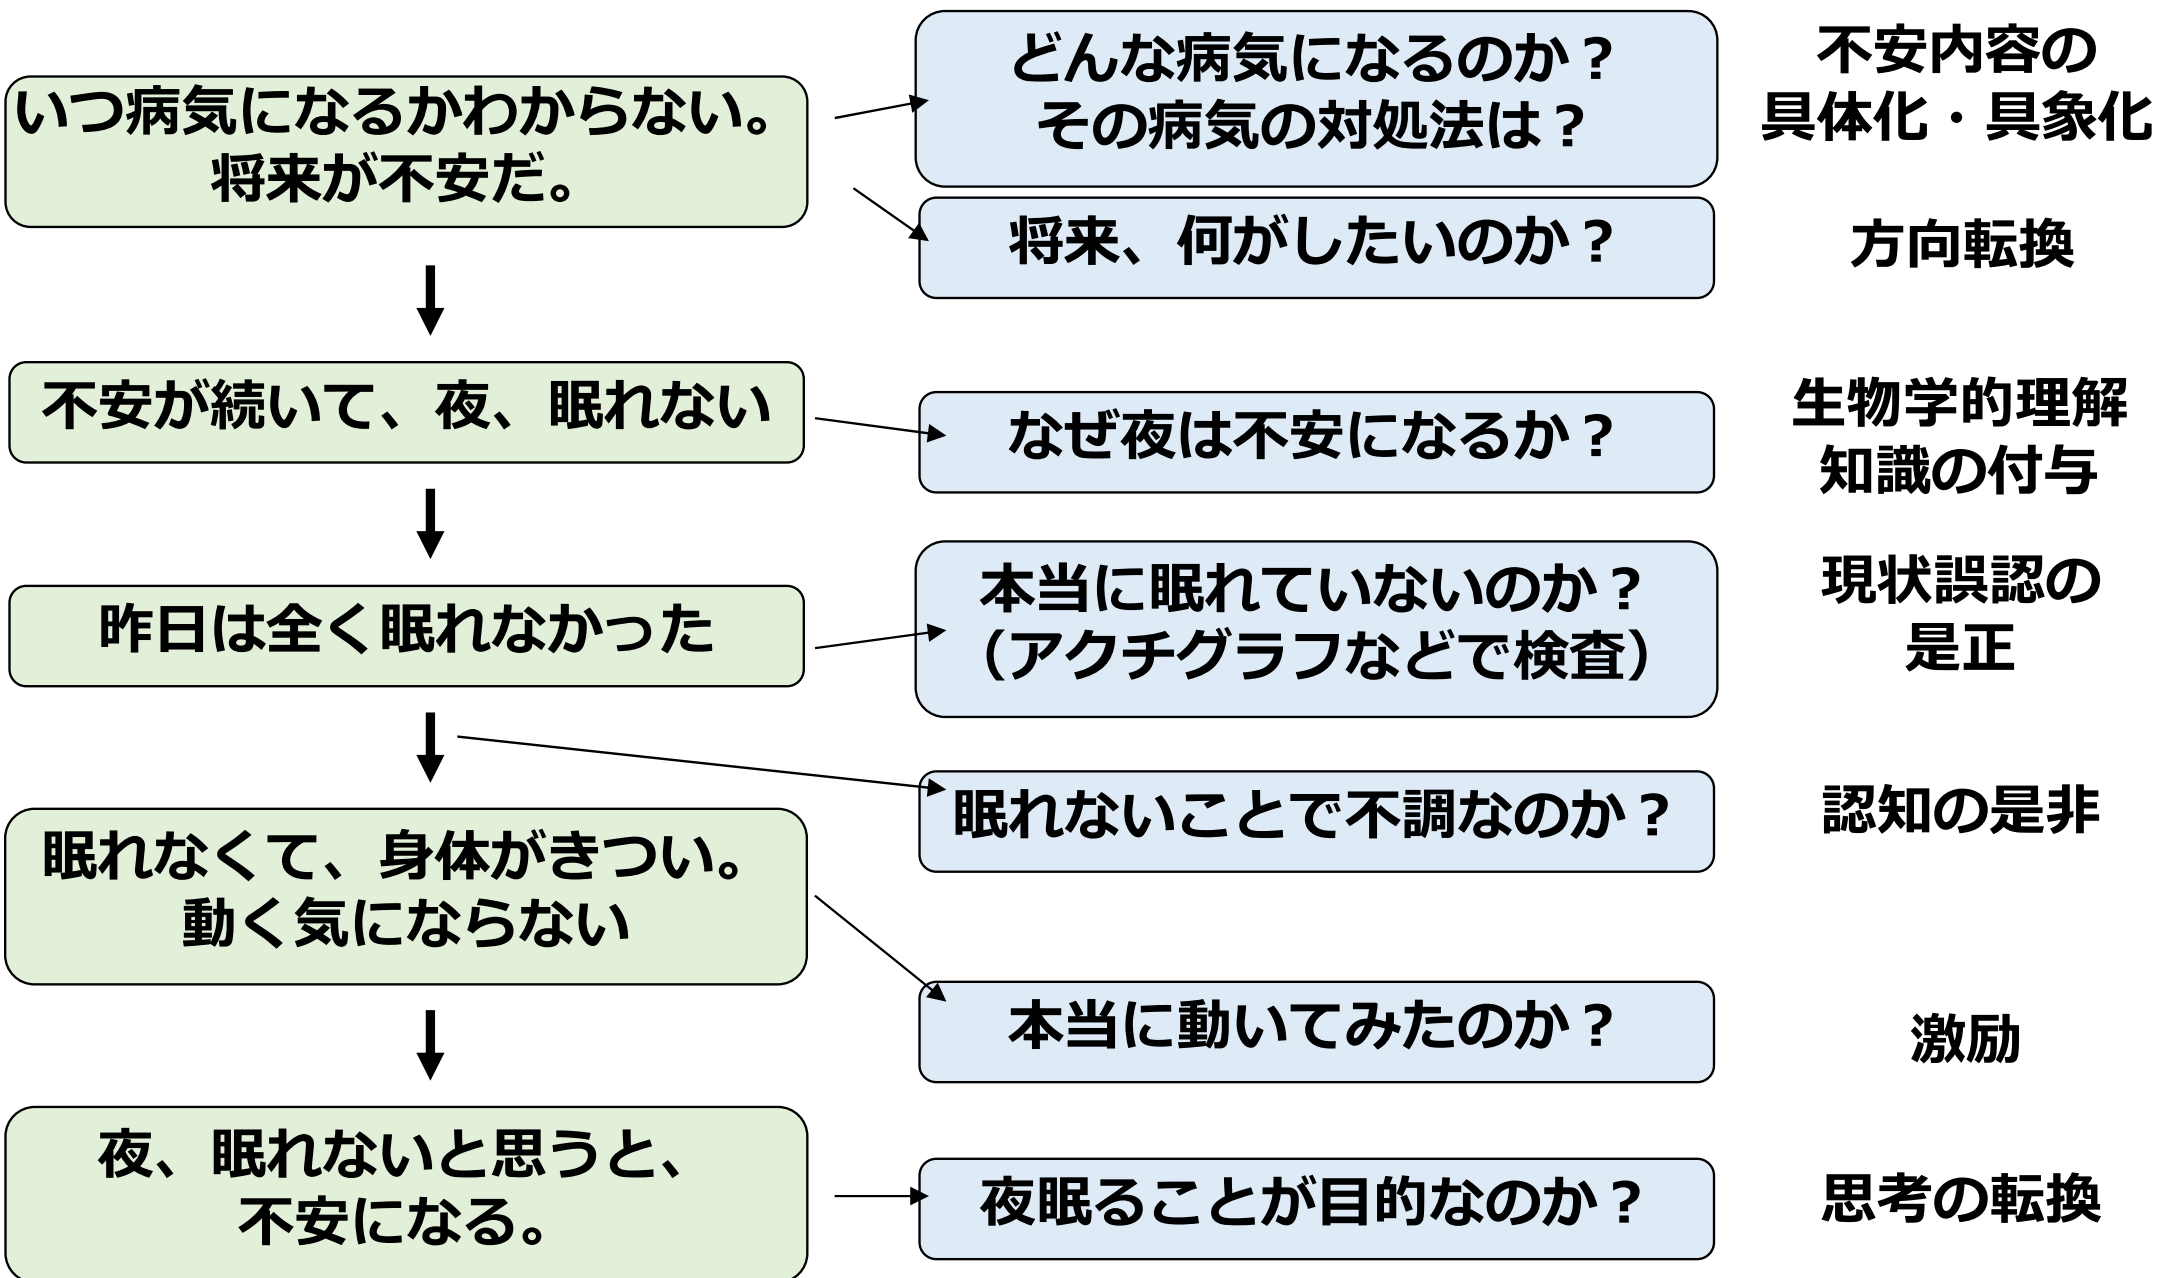 いつ病気になるかわからない。
将来が不安だ。
どんな病気になるのか？
その病気の対処法は？
不安内容の
具体化・具象化
将来、何がしたいのか？
方向転換
不安が続いて、夜、眠れない
なぜ夜は不安になるか？
生物学的理解
知識の付与
昨日は全く眠れなかった
本当に眠れていないのか？
（アクチグラフなどで検査）
現状誤認の
是正
眠れないことで不調なのか？
認知の是非
眠れなくて、身体がきつい。
動く気にならない
本当に動いてみたのか？
激励
夜、眠れないと思うと、
不安になる。
夜眠ることが目的なのか？
思考の転換